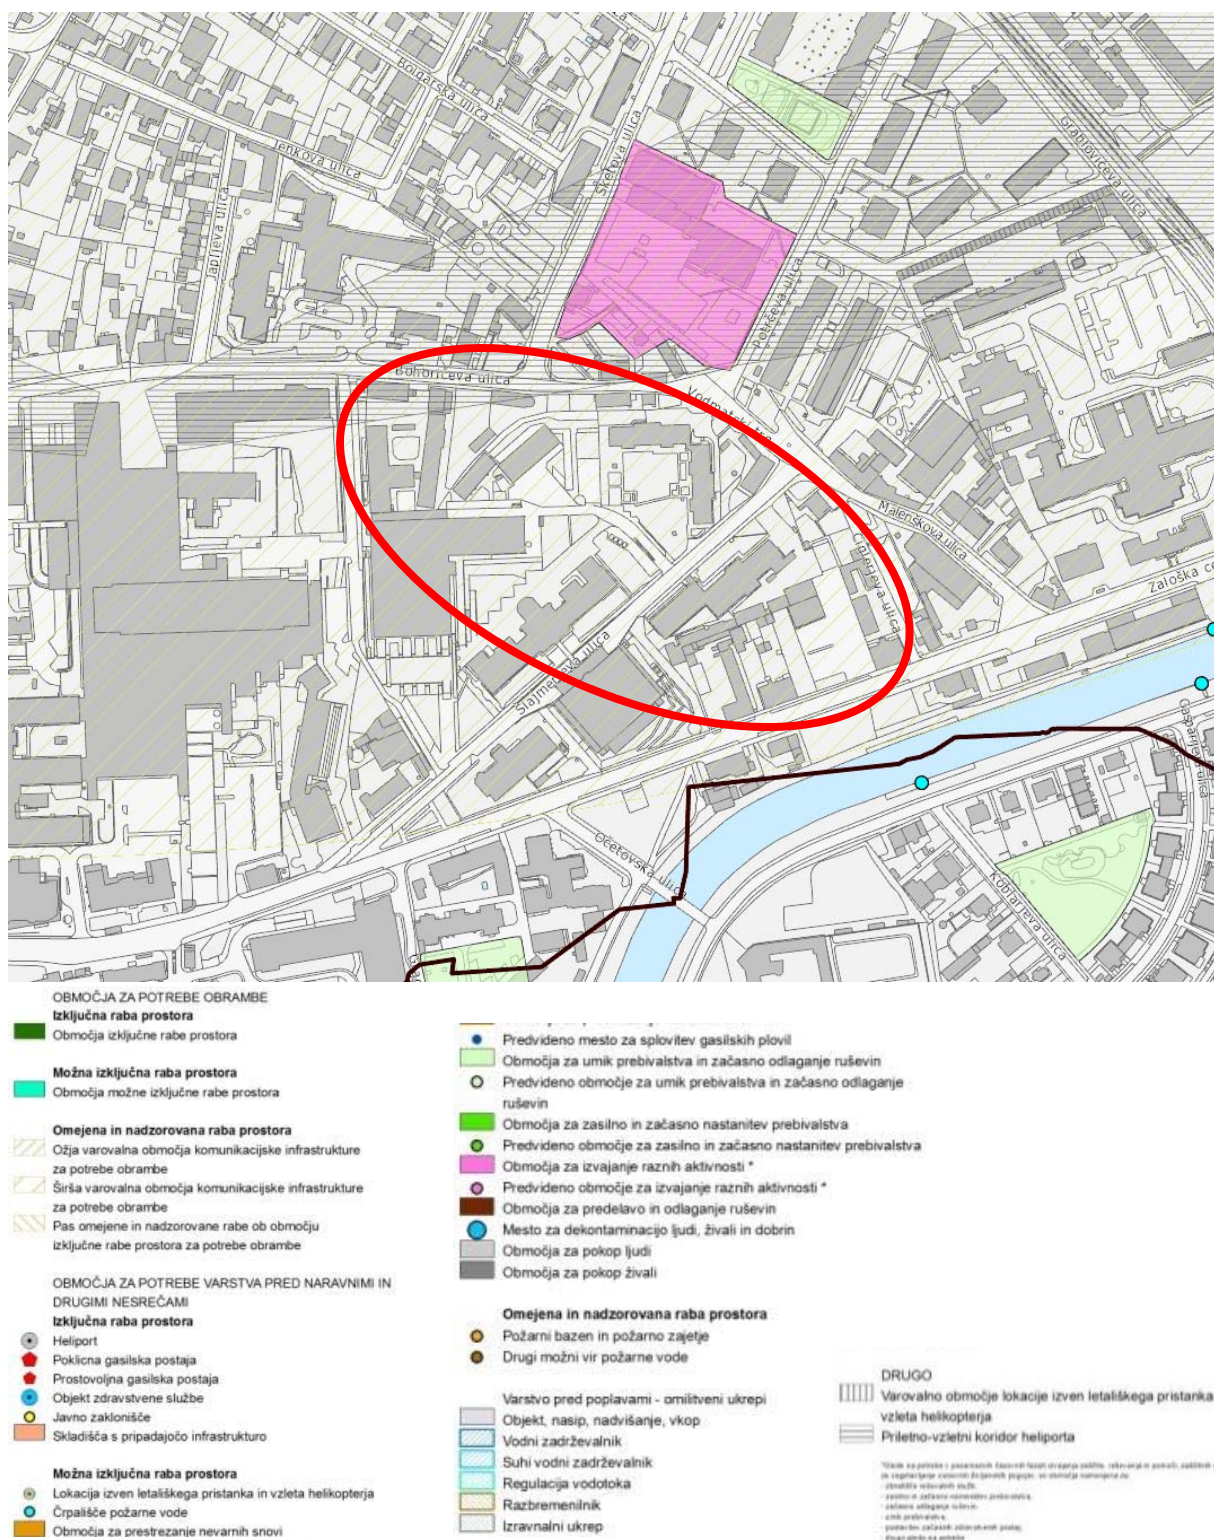 Bolgarska ulica
Jenkova ulica
Japljeva ulica
Sketova ulica
Grablovičeva ulica
Potrčeva ulica
Bohoričeva ulica
Vodmatski trg
Malenškova ulica
Ciglerjeva ulica
Zaloška ce
Šlajmerjeva ulica
Očetovska ulica
Gasparijeva ulica
Kobilarjeva ulica
OBMOČJA ZA POTREBE OBRAMBE
Izključna raba prostora
Območja izključne rabe prostora
Možna izključna raba prostora
Območja možne izključne rabe prostora
Omejena in nadzorovana raba prostora
Ožja varovalna območja komunikacijske infrastrukture
za potrebe obrambe
Širša varovalna območja komunikacijske infrastrukture
za potrebe obrambe
Pas omejene in nadzorovane rabe ob območju
izključne rabe prostora za potrebe obrambe
OBMOČJA ZA POTREBE VARSTVA PRED NARAVNIMI IN
DRUGIMI NESREČAMI
Izključna raba prostora
Heliport
Poklicna gasilska postaja
Prostovoljna gasilska postaja
Objekt zdravstvene službe
Javno zaklonišče
Skladišča s pripadajočo infrastrukturo
Možna izključna raba prostora
Lokacija izven letališkega pristanka in vzleta helikopterja
Črpališče požarne vode
Območja za prestrezanje nevarnih snovi
Predvideno mesto za splovitev gasilskih plovil
Območja za umik prebivalstva in začasno odlaganje ruševin
Predvideno območje za umik prebivalstva in začasno odlaganje
ruševin
Območja za zasilno in začasno nastanitev prebivalstva
Predvideno območje za zasilno in začasno nastanitev prebivalstva
Območja za izvajanje raznih aktivnosti *
Predvideno območje za izvajanje raznih aktivnosti *
Območja za predelavo in odlaganje ruševin
Mesto za dekontaminacijo ljudi, živali in dobrin
Območja za pokop ljudi
Območja za pokop živali
Omejena in nadzorovana raba prostora
Požarni bazen in požarno zajetje
Drugi možni vir požarne vode
Varstvo pred poplavami - omilitveni ukrepi
Objekt, nasip, nadvišanje, vkop
Vodni zadrževalnik
Suhi vodni zadrževalnik
Regulacija vodotoka
Razbremenilnik
Izravnalni ukrep
DRUGO
Varovalno območje lokacije izven letališkega pristanka
vzleta helikopterja
Priletno-vzletni koridor heliporta